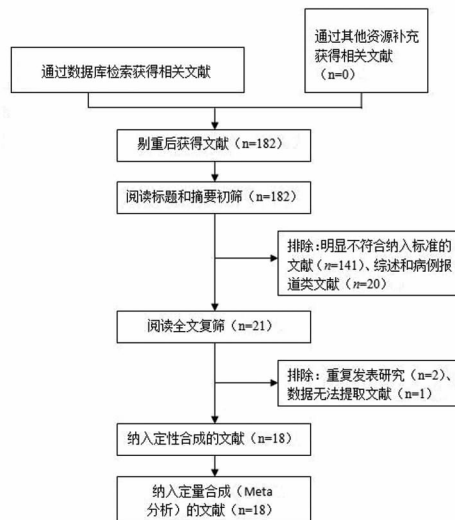 通过数据库检索获得相关文献
通过其他资源补充
获得相关文献
（n=0）
剔重后获得文献（n=182）
阅读标题和摘要初筛（n=182）
排除:明显不符合纳入标准的
文献（n=141）、综述和病例报
道类文献（n=20）
阅读全文复筛（n=21）
排除：重复发表研究（n=2）、
数据无法提取文献（n=1）
纳入定性合成的文献（n=18）
纳入定量合成（Meta
分析）的文献（n=18）